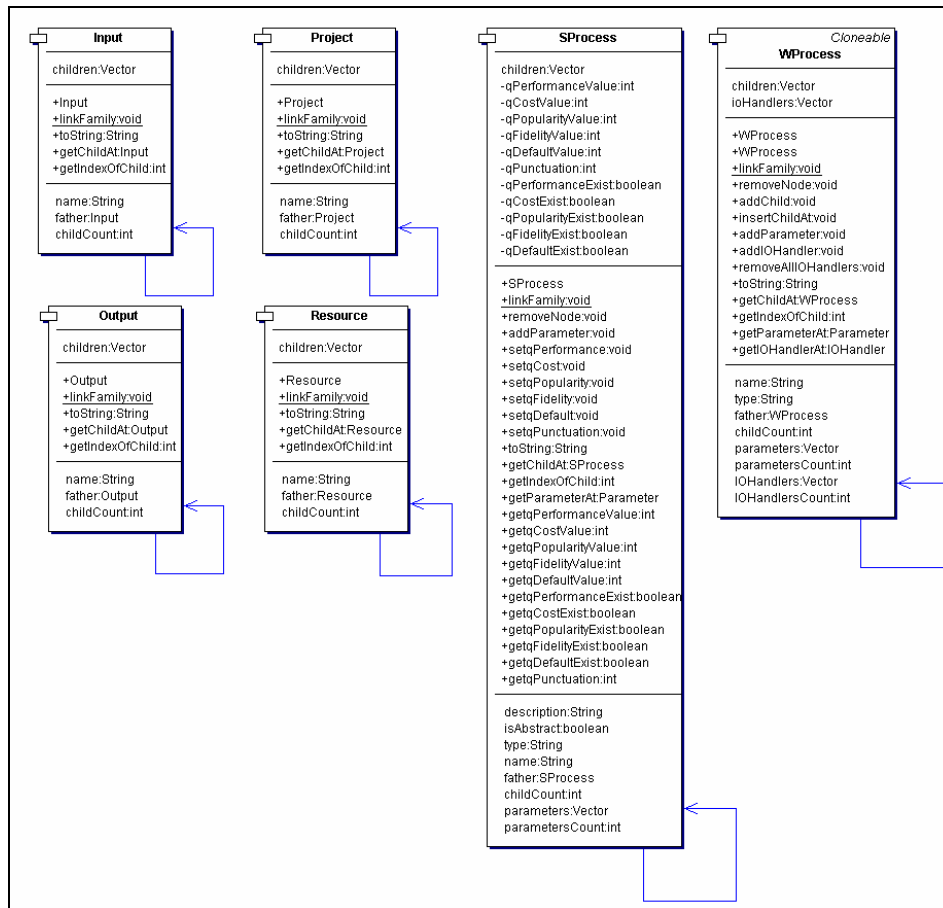 Input
children:Vector
+Input
+linkFamily:void
+toString:String
+getChildAt:Input
+getIndexOfChild:int
name:String
father:Input
childCount:int
Project
children:Vector
+Project
+linkFamily:void
+toString:String
+getChildAt:Project
+getIndexOfChild:int
name:String
father:Project
childCount:int
Output
children:Vector
+Output
+linkFamily:void
+toString:String
+getChildAt:Output
+getIndexOfChild:int
name:String
father:Output
childCount:int
Resource
children:Vector
+Resource
+linkFamily:void
+toString:String
+getChildAt:Resource
+getIndexOfChild:int
name:String
father:Resource
childCount:int
SProcess
children:Vector
-qPerformanceValue:int
-qCostValue:int
-qPopularityValue:int
-qFidelityValue:int
-qDefaultValue:int
-qPunctuation:int
-qPerformanceExist:boolean
-qCostExist:boolean
-qPopularityExist:boolean
-qFidelityExist:boolean
-qDefaultExist:boolean
+SProcess
+linkFamily:void
+removeNode:void
+addParameter:void
+setqPerformance:void
+setqCost:void
+setqPopularity:void
+setqFidelity:void
+setqDefault:void
+setqPunctuation:void
+toString:String
+getChildAt:SProcess
+getIndexOfChild:int
+getParameterAt:Parameter
+getqPerformanceValue:int
+getqCostValue:int
+getqPopularityValue:int
+getqFidelityValue:int
+getqDefaultValue:int
+getqPerformanceExist:boolean
+getqCostExist:boolean
+getqPopularityExist:boolean
+getqFidelityExist:boolean
+getqDefaultExist:boolean
+getqPunctuation:int
description:String
isAbstract:boolean
type:String
name:String
father:SProcess
childCount:int
parameters:Vector
parametersCount:int
Cloneable
WProcess
children:Vector
ioHandlers:Vector
+WProcess
+WProcess
+linkFamily:void
+removeNode:void
+addChild:void
+insertChildAt:void
+addParameter:void
+addIOHandler:void
+removeAllIOHandlers:void
+toString:String
+getChildAt:WProcess
+getIndexOfChild:int
+getParameterAt:Parameter
+getIOHandlerAt:IOHandler
name:String
type:String
father:WProcess
childCount:int
parameters:Vector
parametersCount:int
IOHandlers:Vector
IOHandlersCount:int